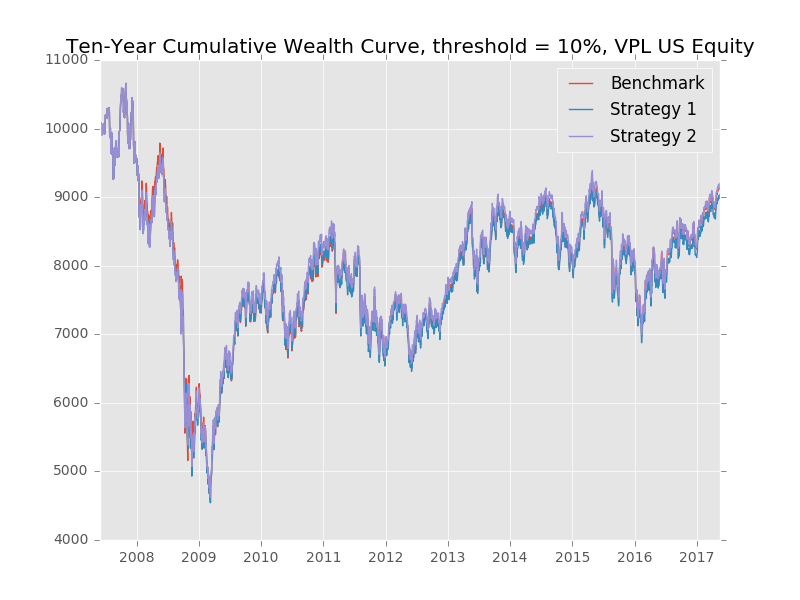 Ten-Year Cumulative Wealth Curve, threshold = 10%, VPL US Equity
11000
10000
9000
8000
7000
6000
5000
4000
Benchmark
Strategy 1
Strategy 2
2008 2009 2010 2011 2012 2013 2014 2015 2016 2017